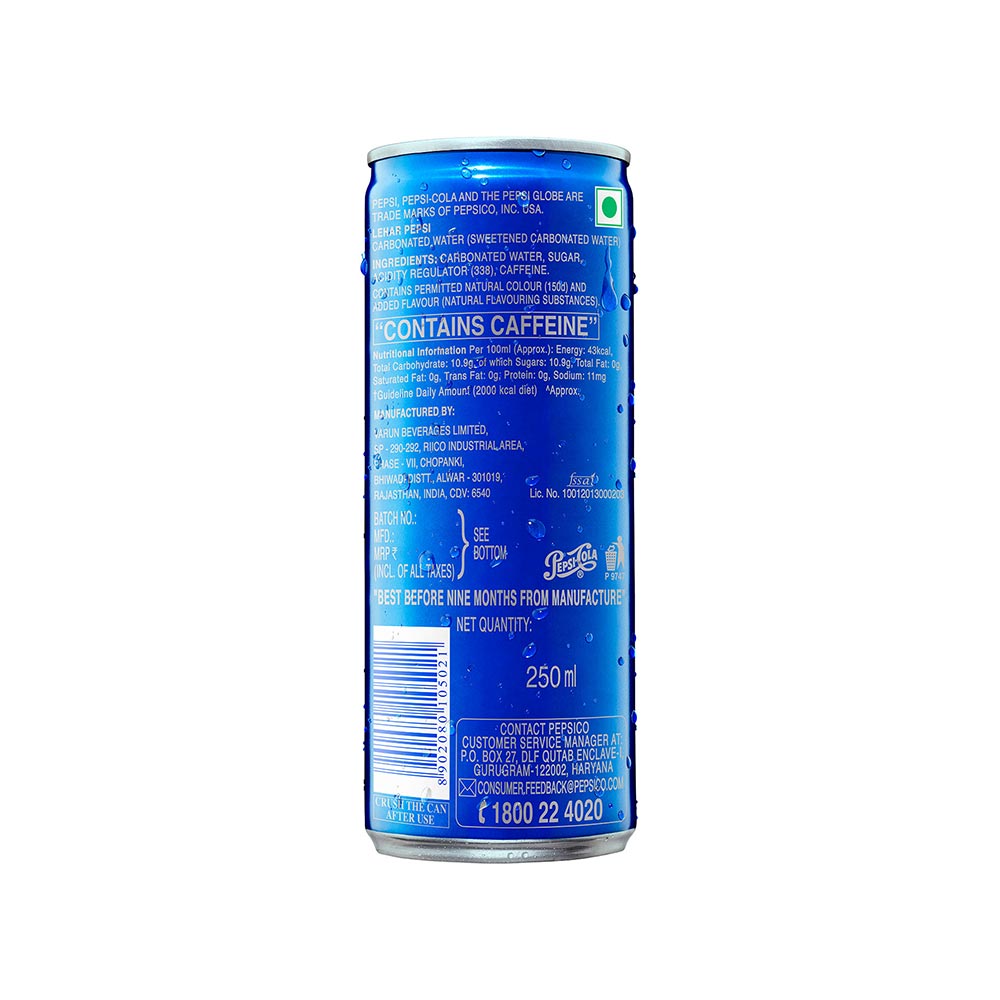 PEPSI, PEPSI-COLA AND THE PEPSI GLOBE ARE
TRADE MARKS OF PEPSICO, INC. USA.
LEHAR PEPSI
CARBONATED WATER (SWEETENED CARBONATED WATER)
INGREDIENTS: CARBONATED WATER, SUGAR,
ACIDITY REGULATOR (338), CAFFEINE.
CONTAINS PERMITTED NATURAL COLOUR (150d) AND
ADDED FLAVOUR (NATURAL FLAVOURING SUBSTANCES).
"CONTAINS CAFFEINE"
Nutritional Information Per 100ml (Approx.): Energy: 43kcal,
Total Carbohydrate: 10.9g, of which Sugars: 10.9g, Total Fat: 0g,
Saturated Fat: 0g, Trans Fat: 0g, Protein: 0g, Sodium: 11mg
†Guideline Daily Amount (2000 kcal diet) ^Approx.
MANUFACTURED BY:
VARUN BEVERAGES LIMITED,
SP - 290-292, RIICO INDUSTRIAL AREA,
PHASE - VII, CHOPANKI,
BHIWADI DISTT., ALWAR - 301019,
RAJASTHAN, INDIA, CDV: 6540
fssai
Lic. No. 10012013000203
BATCH NO.:
MFD.:
MRP ₹
(INCL. OF ALL TAXES)
SEE
BOTTOM
PEPSI-COLA
®
P 9747
"BEST BEFORE NINE MONTHS FROM MANUFACTURE"
NET QUANTITY:
250 ml
8 902080 105021
CRUSH THE CAN
AFTER USE
CONTACT PEPSICO
CUSTOMER SERVICE MANAGER AT:
P.O. BOX 27, DLF QUTAB ENCLAVE-I
GURUGRAM-122002, HARYANA
CONSUMER.FEEDBACK@PEPSICO.COM
1800 22 4020